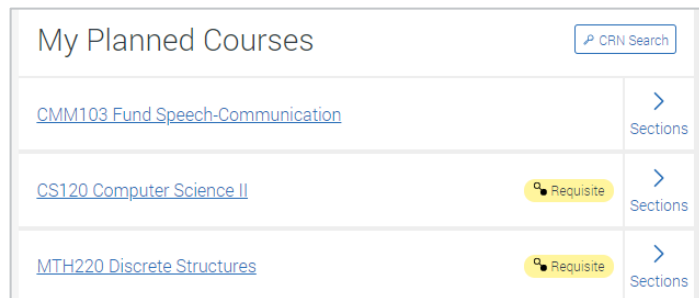 My Planned Courses
CRN Search
CMM103 Fund Speech-Communication
Sections
CS120 Computer Science II
Requisite
Sections
MTH220 Discrete Structures
Requisite
Sections